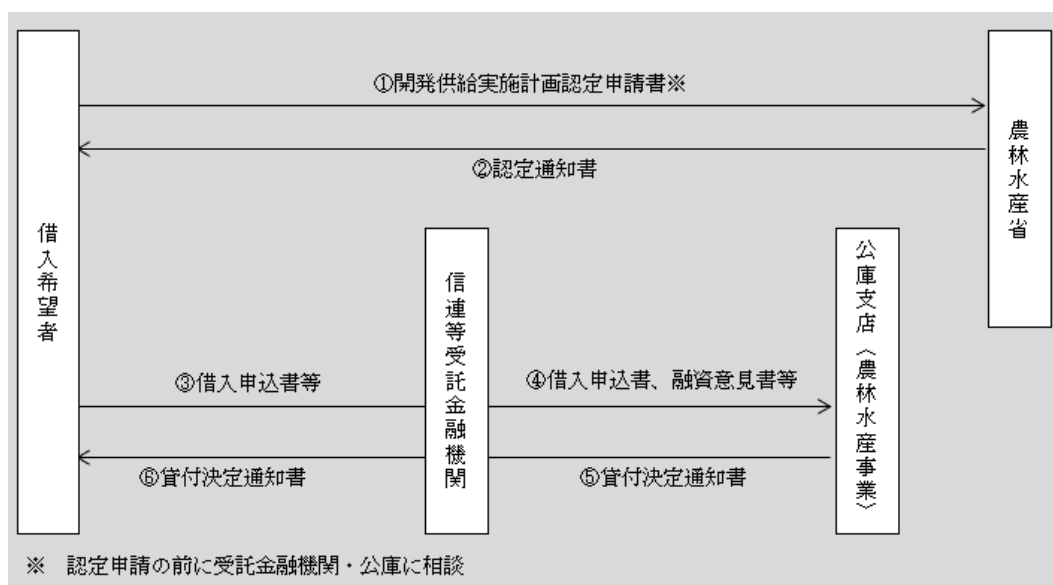 ①開発供給実施計画認定申請書※
②認定通知書
農林水産省
借入希望者
信連等受託金融機関
公庫支店（農林水産事業）
③借入申込書等
④借入申込書、融資意見書等
⑥貸付決定通知書
⑤貸付決定通知書
※　認定申請の前に受託金融機関・公庫に相談